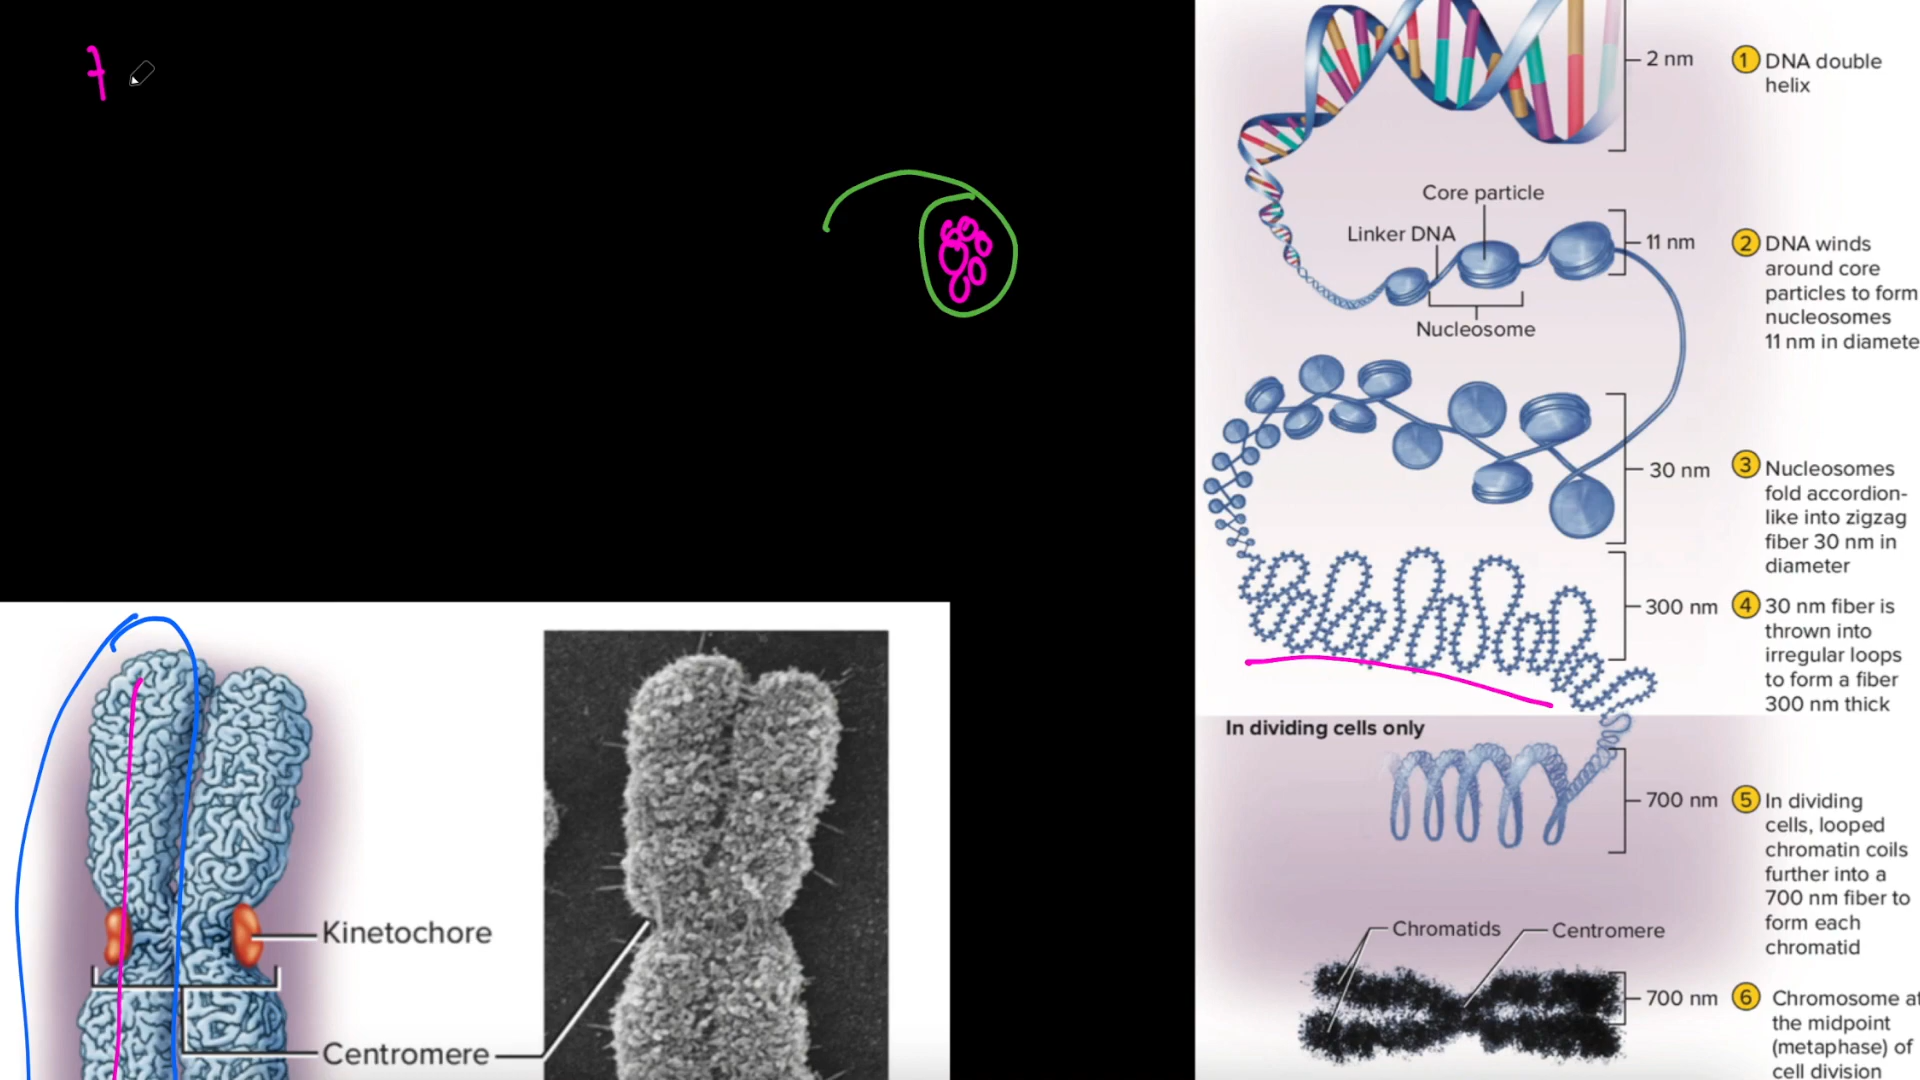 2 nm
1 DNA double
helix
Core particle
Linker DNA
11 nm
Nucleosome
2 DNA winds
around core
particles to form
nucleosomes
11 nm in diamete
30 nm
3 Nucleosomes
fold accordion-
like into zigzag
fiber 30 nm in
diameter
300 nm
4 30 nm fiber is
thrown into
irregular loops
to form a fiber
300 nm thick
In dividing cells only
700 nm
5 In dividing
cells, looped
chromatin coils
further into a
700 nm fiber to
form each
chromatid
Chromatids
Centromere
700 nm
6 Chromosome at
the midpoint
(metaphase) of
cell division
Kinetochore
Centromere